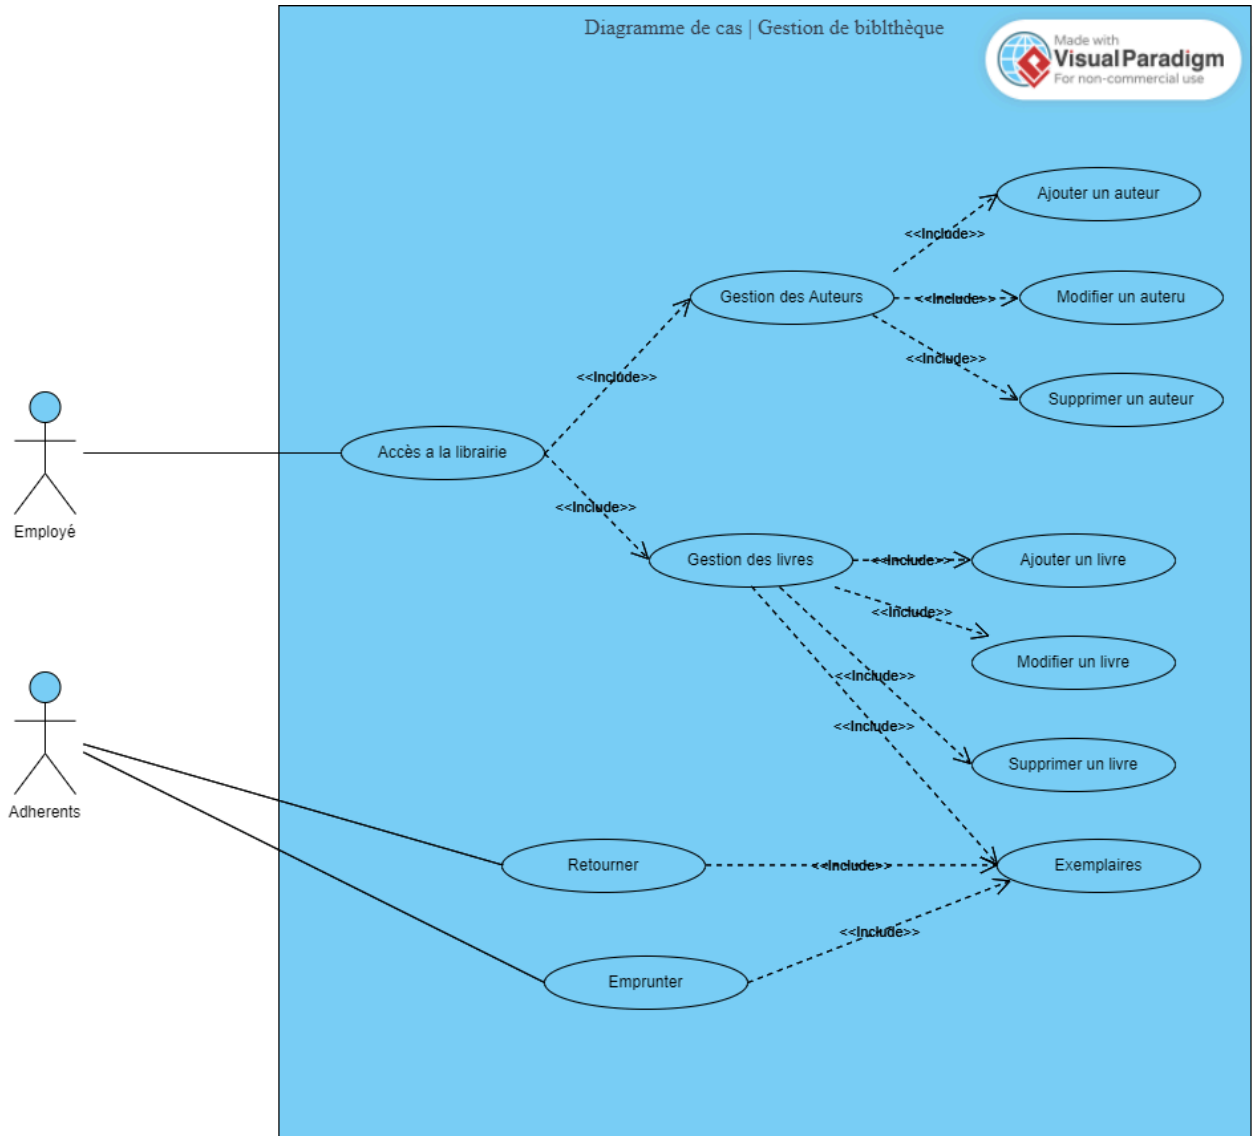 Diagramme de cas | Gestion de biblthèque
Made with
Visual Paradigm
For non-commercial use
Ajouter un auteur
<<Include>>
Gestion des Auteurs
<<Include>>
Modifier un auteru
<<Include>>
<<Include>>
Supprimer un auteur
Accès a la librairie
<<Include>>
Employé
Gestion des livres
<<Include>>
Ajouter un livre
<<Include>>
Modifier un livre
<<Include>>
<<Include>>
Supprimer un livre
Adherents
Retourner
<<Include>>
Exemplaires
<<Include>>
Emprunter